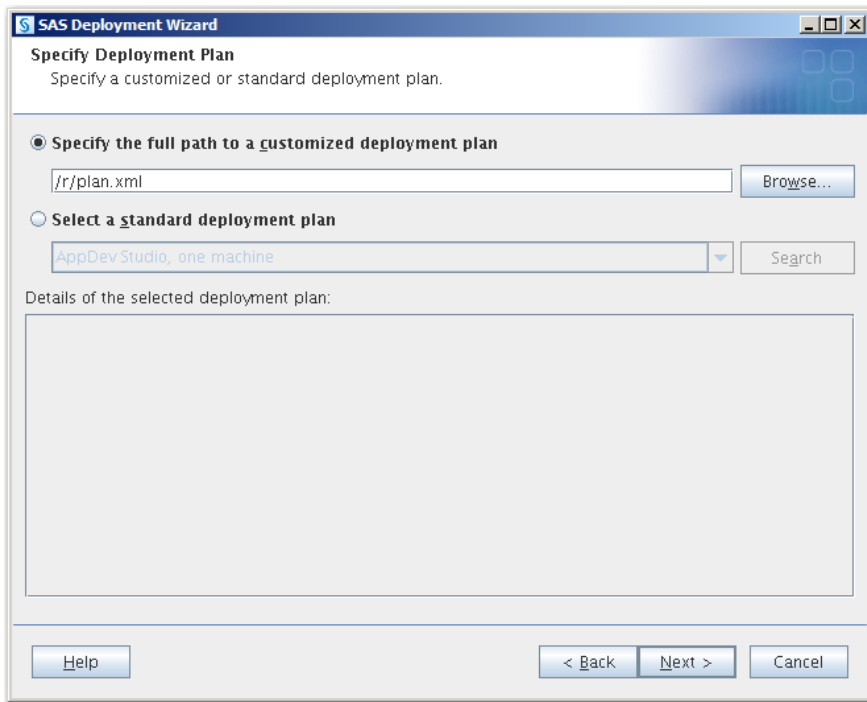 SAS Deployment Wizard
Specify Deployment Plan
Specify a customized or standard deployment plan.
Specify the full path to a customized deployment plan
/r/plan.xml
Browse...
Select a standard deployment plan
AppDev Studio, one machine
Search
Details of the selected deployment plan:
Help
< Back
Next >
Cancel